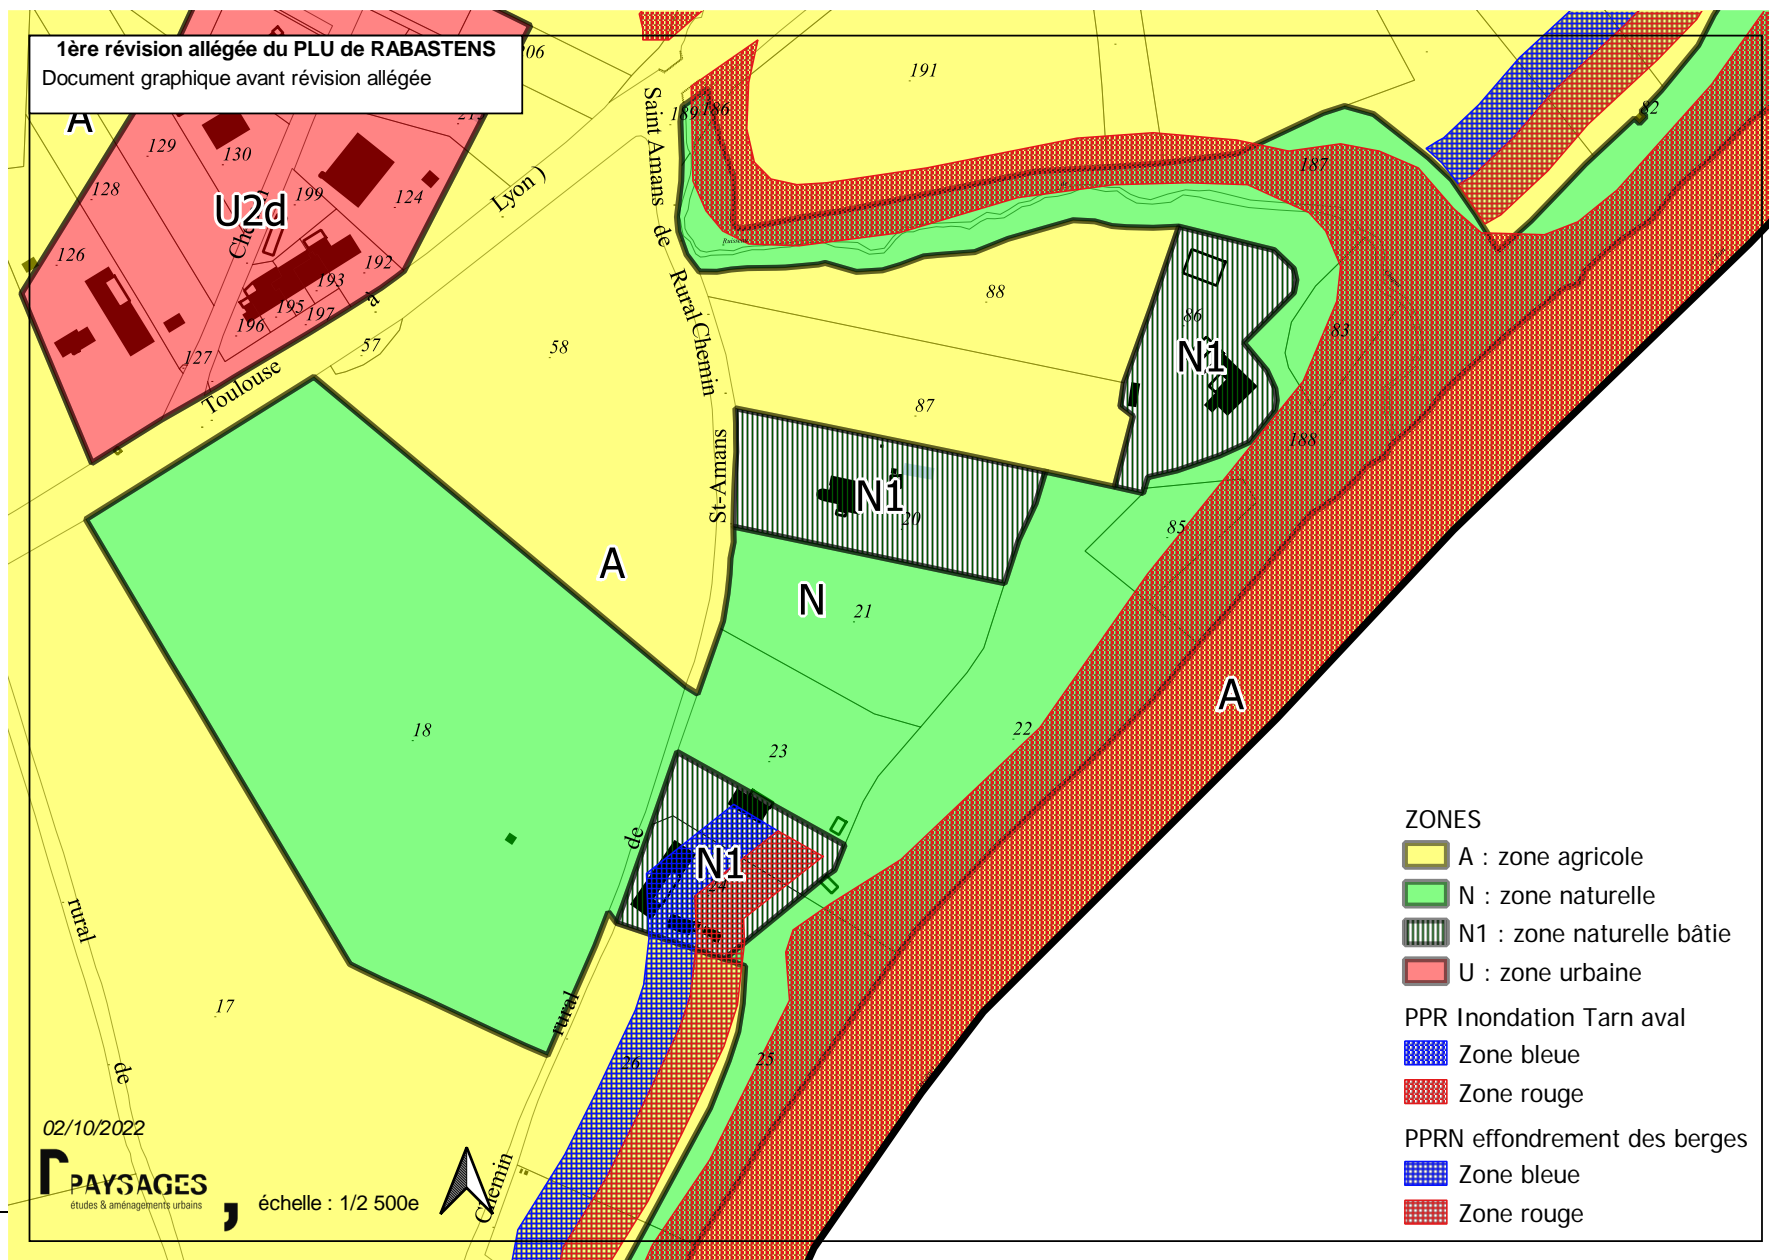 1ère révision allégée du PLU de RABASTENS
Document graphique avant révision allégée
A
U2d
129
130
128
199
124
126
192
193
195
197
196
127
57
58
191
189
186
187
82
88
86
83
87
188
20
85
21
22
23
18
24
17
26
25
Toulouse
à
Lyon )
Saint Amans
de
Rural
Chemin
St-Amans
N1
N1
A
N
A
N1
de
rural
Chemin
rural
de
ZONES
A : zone agricole
N : zone naturelle
N1 : zone naturelle bâtie
U : zone urbaine
PPR Inondation Tarn aval
Zone bleue
Zone rouge
PPRN effondrement des berges
Zone bleue
Zone rouge
02/10/2022
PAYSAGES
études & aménagements urbains
échelle : 1/2 500e